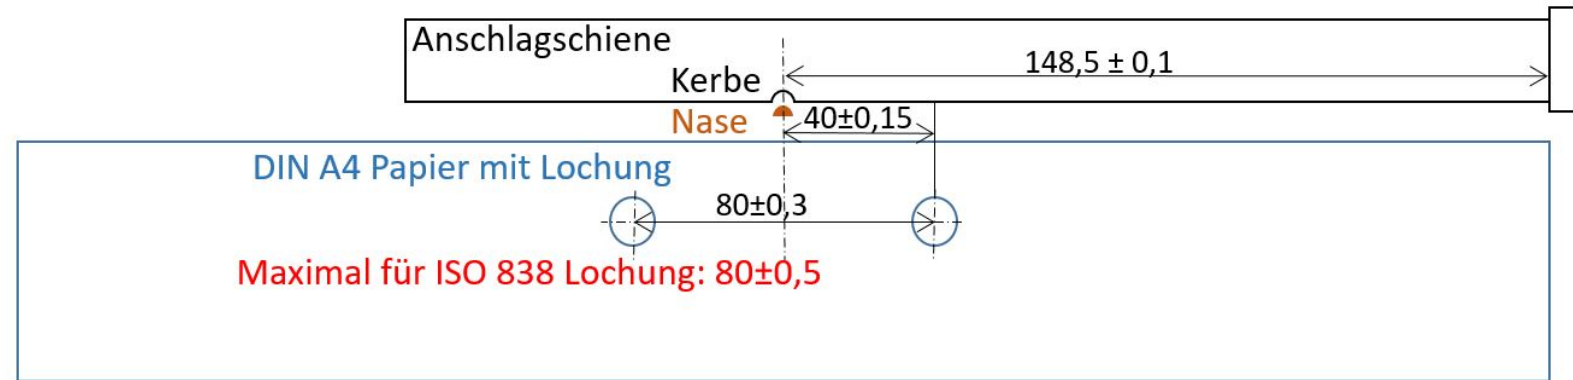 Anschlagschiene
148,5 ± 0,1
Kerbe
Nase
40±0,15
DIN A4 Papier mit Lochung
80±0,3
Maximal für ISO 838 Lochung: 80±0,5